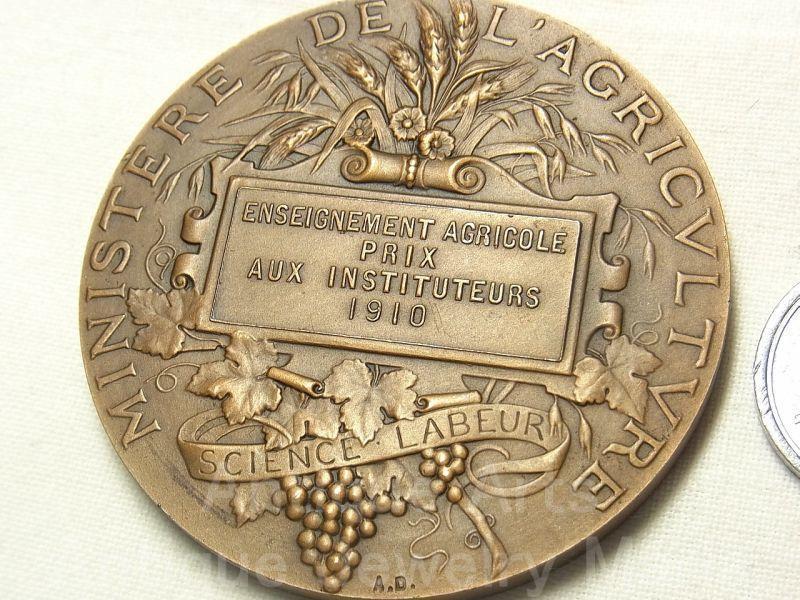 MINISTERE DE L'AGRICVLTVRE
ENSEIGNEMENT AGRICOLE
PRIX
AUX INSTITUTEURS
1910
SCIENCE LABEUR
A.D.